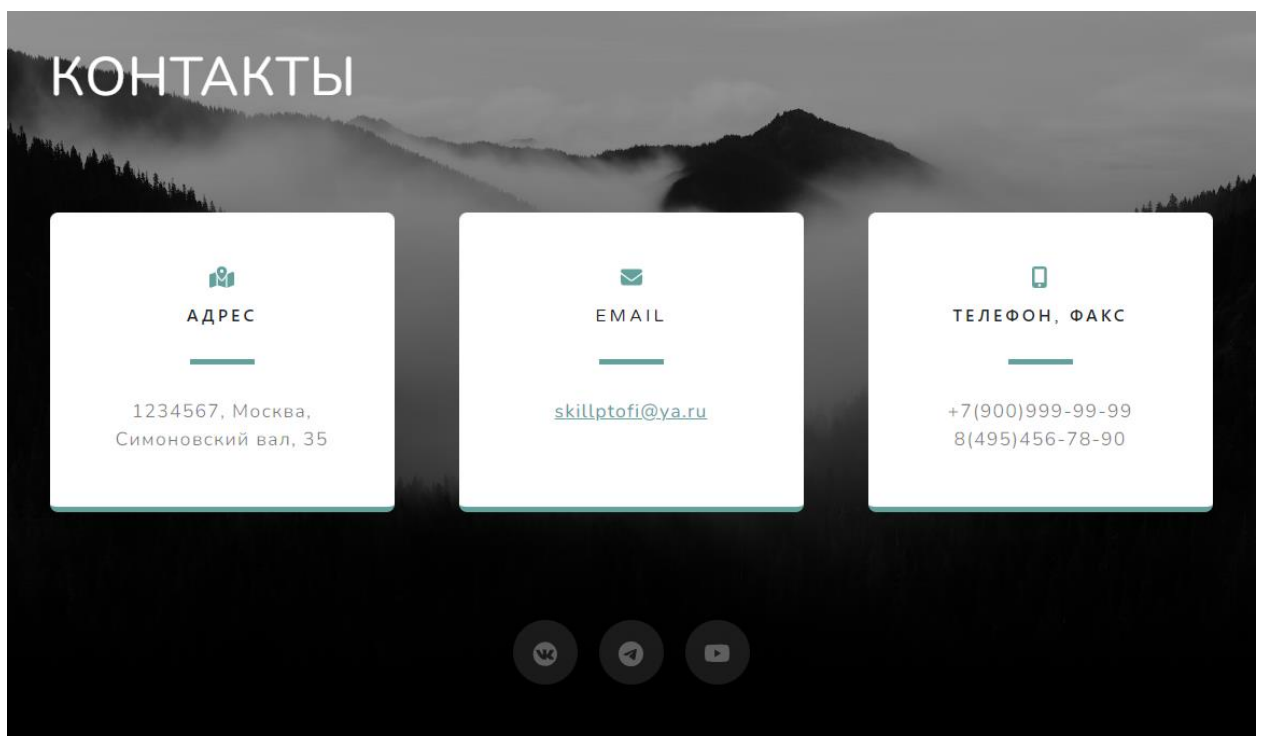 КОНТАКТЫ
АДРЕС
1234567, Москва,
Симоновский вал, 35
EMAIL
skillptofi@ya.ru
ТЕЛЕФОН, ФАКС
+7(900)999-99-99
8(495)456-78-90